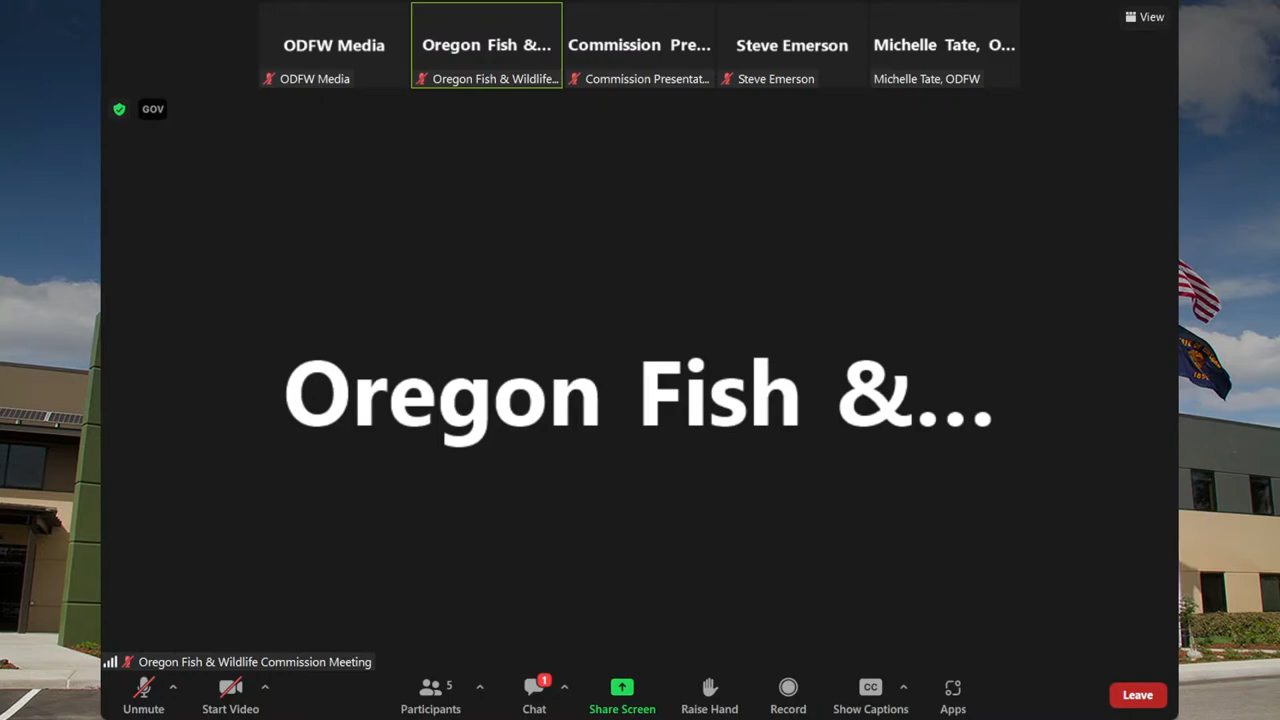 ODFW Media
Oregon Fish &...
Commission Pre...
Steve Emerson
Michelle Tate, O...
View
ODFW Media
Oregon Fish & Wildlife...
Commission Presentat...
Steve Emerson
Michelle Tate, ODFW
GOV
Oregon Fish &...
Oregon Fish & Wildlife Commission Meeting
5
1
CC
Unmute
Start Video
Participants
Chat
Share Screen
Raise Hand
Record
Show Captions
Apps
Leave